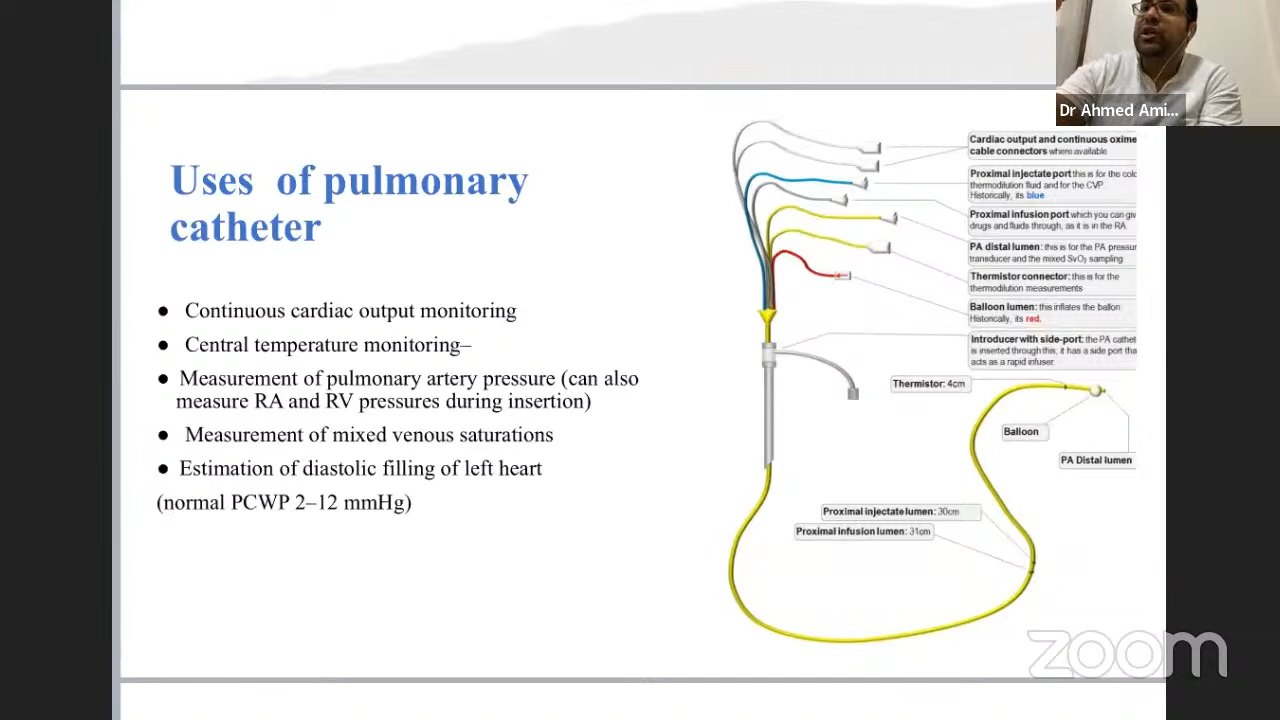 Dr Ahmed Ami...
Uses of pulmonary
catheter
● Continuous cardiac output monitoring
● Central temperature monitoring–
● Measurement of pulmonary artery pressure (can also
measure RA and RV pressures during insertion)
● Measurement of mixed venous saturations
● Estimation of diastolic filling of left heart
(normal PCWP 2–12 mmHg)
Cardiac output and continuous oxime
cable connectors where available
Proximal injectate port this is for the cold
thermodilution fluid and for the CVP.
Historically, its blue
Proximal infusion port which you can giv
drugs and fluids through, as it is in the RA
PA distal lumen: this is for the PA pressur
transducer and the mixed SvO₂ sampling
Thermistor connector: this is for the
thermodilution measurements
Balloon lumen: this inflates the ballon
Historically, its red.
Introducer with side-port: the PA cathet
is inserted through this; it has a side port tha
acts as a rapid infuser.
Thermistor: 4cm
Balloon
PA Distal lumen
Proximal injectate lumen: 30cm
Proximal infusion lumen: 31cm
zoom